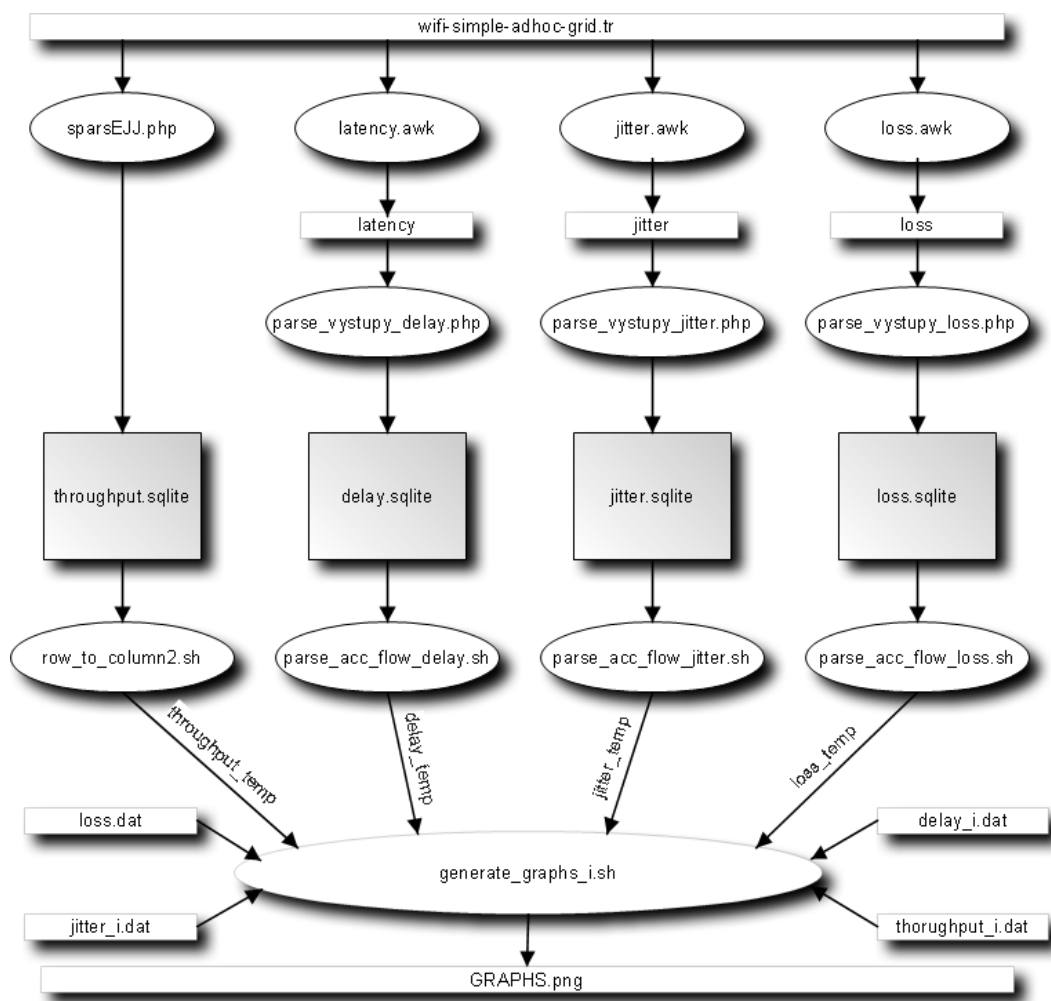 wifi-simple-adhoc-grid.tr
sparsEJJ.php
latency.awk
jitter.awk
loss.awk
latency
jitter
loss
parse_vystupy_delay.php
parse_vystupy_jitter.php
parse_vystupy_loss.php
throughput.sqlite
delay.sqlite
jitter.sqlite
loss.sqlite
row_to_column2.sh
parse_acc_flow_delay.sh
parse_acc_flow_jitter.sh
parse_acc_flow_loss.sh
throughput_temp
delay_temp
jitter_temp
loss_temp
loss.dat
delay_i.dat
generate_graphs_i.sh
jitter_i.dat
thorughput_i.dat
GRAPHS.png